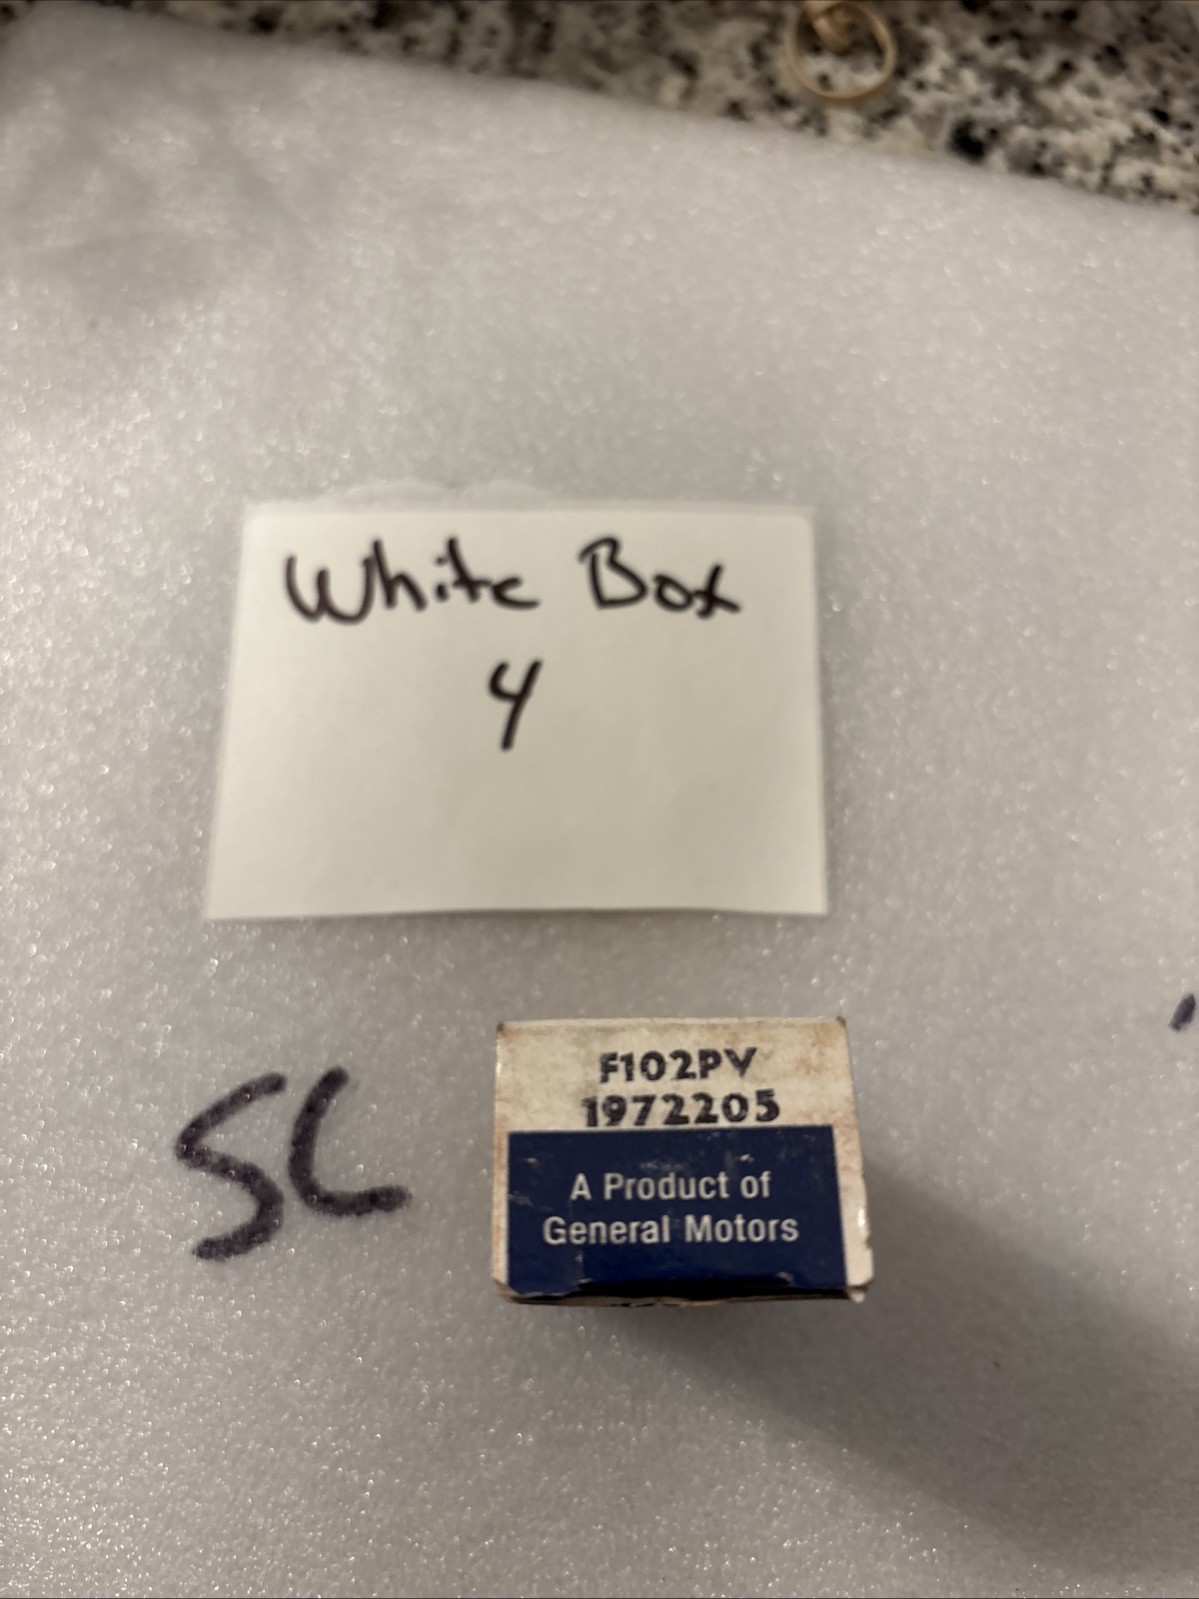 White Box
4
SC
F102PV
1972205
A Product of
General Motors